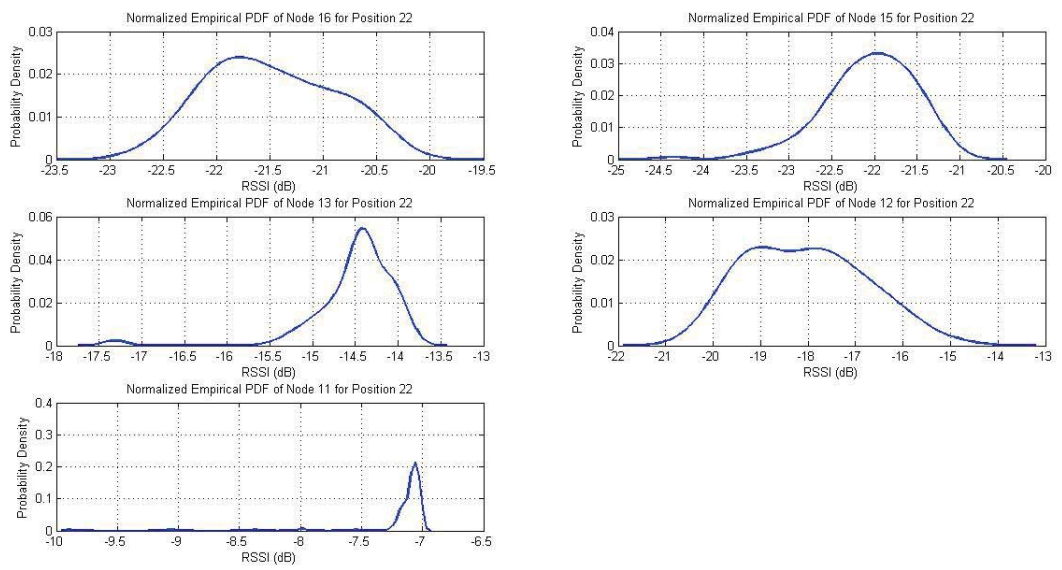 Normalized Empirical PDF of Node 16 for Position 22
Probability Density
0.03
0.02
0.01
0
-23.5 -23 -22.5 -22 -21.5 -21 -20.5 -20 -19.5
RSSI (dB)
Normalized Empirical PDF of Node 15 for Position 22
Probability Density
0.04
0.03
0.02
0.01
0
-25 -24.5 -24 -23.5 -23 -22.5 -22 -21.5 -21 -20.5 -20
RSSI (dB)
Normalized Empirical PDF of Node 13 for Position 22
Probability Density
0.06
0.04
0.02
0
-18 -17.5 -17 -16.5 -16 -15.5 -15 -14.5 -14 -13.5 -13
RSSI (dB)
Normalized Empirical PDF of Node 12 for Position 22
Probability Density
0.03
0.02
0.01
0
-22 -21 -20 -19 -18 -17 -16 -15 -14 -13
RSSI (dB)
Normalized Empirical PDF of Node 11 for Position 22
Probability Density
0.4
0.3
0.2
0.1
0
-10 -9.5 -9 -8.5 -8 -7.5 -7 -6.5
RSSI (dB)